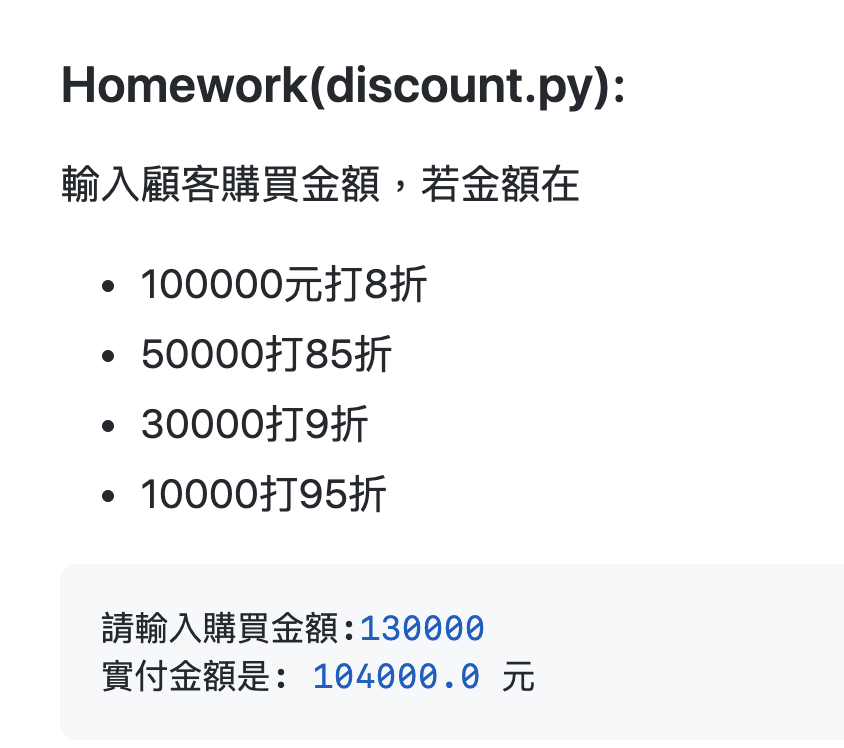 Homework(discount.py):
輸入顧客購買金額，若金額在
• 100000元打8折
• 50000打85折
• 30000打9折
• 10000打95折
請輸入購買金額:130000
實付金額是: 104000.0 元